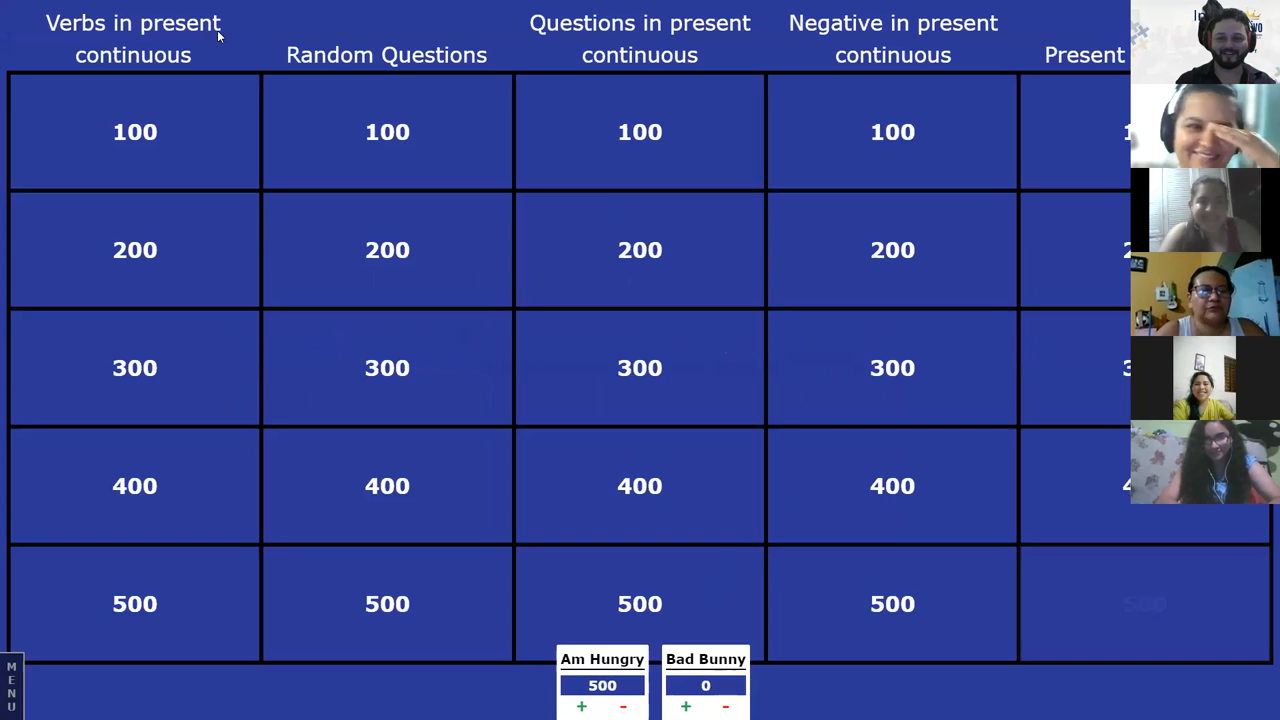 Verbs in present
continuous
Random Questions
Questions in present
continuous
Negative in present
continuous
Present
100 100 100 100
200 200 200 200
300 300 300 300
400 400 400 400
500 500 500 500 500
Am Hungry
500
+ -
Bad Bunny
0
+ -
MENU